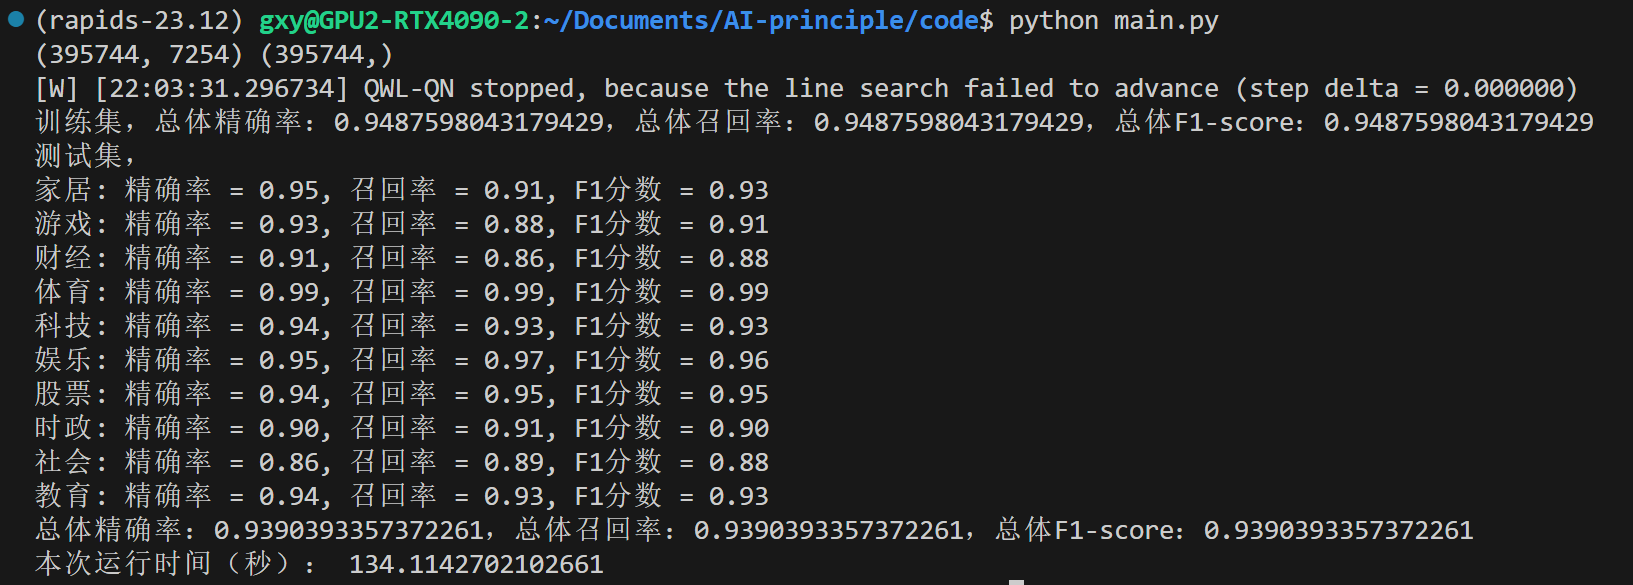 (rapids-23.12) gxy@GPU2-RTX4090-2:~/Documents/AI-principle/code$ python main.py
(395744, 7254) (395744,)
[W] [22:03:31.296734] QWL-QN stopped, because the line search failed to advance (step delta = 0.000000)
训练集，总体精确率：0.9487598043179429，总体召回率：0.9487598043179429，总体F1-score：0.9487598043179429
测试集，
家居: 精确率 = 0.95, 召回率 = 0.91, F1分数 = 0.93
游戏: 精确率 = 0.93, 召回率 = 0.88, F1分数 = 0.91
财经: 精确率 = 0.91, 召回率 = 0.86, F1分数 = 0.88
体育: 精确率 = 0.99, 召回率 = 0.99, F1分数 = 0.99
科技: 精确率 = 0.94, 召回率 = 0.93, F1分数 = 0.93
娱乐: 精确率 = 0.95, 召回率 = 0.97, F1分数 = 0.96
股票: 精确率 = 0.94, 召回率 = 0.95, F1分数 = 0.95
时政: 精确率 = 0.90, 召回率 = 0.91, F1分数 = 0.90
社会: 精确率 = 0.86, 召回率 = 0.89, F1分数 = 0.88
教育: 精确率 = 0.94, 召回率 = 0.93, F1分数 = 0.93
总体精确率：0.9390393357372261，总体召回率：0.9390393357372261，总体F1-score：0.9390393357372261
本次运行时间（秒）： 134.1142702102661